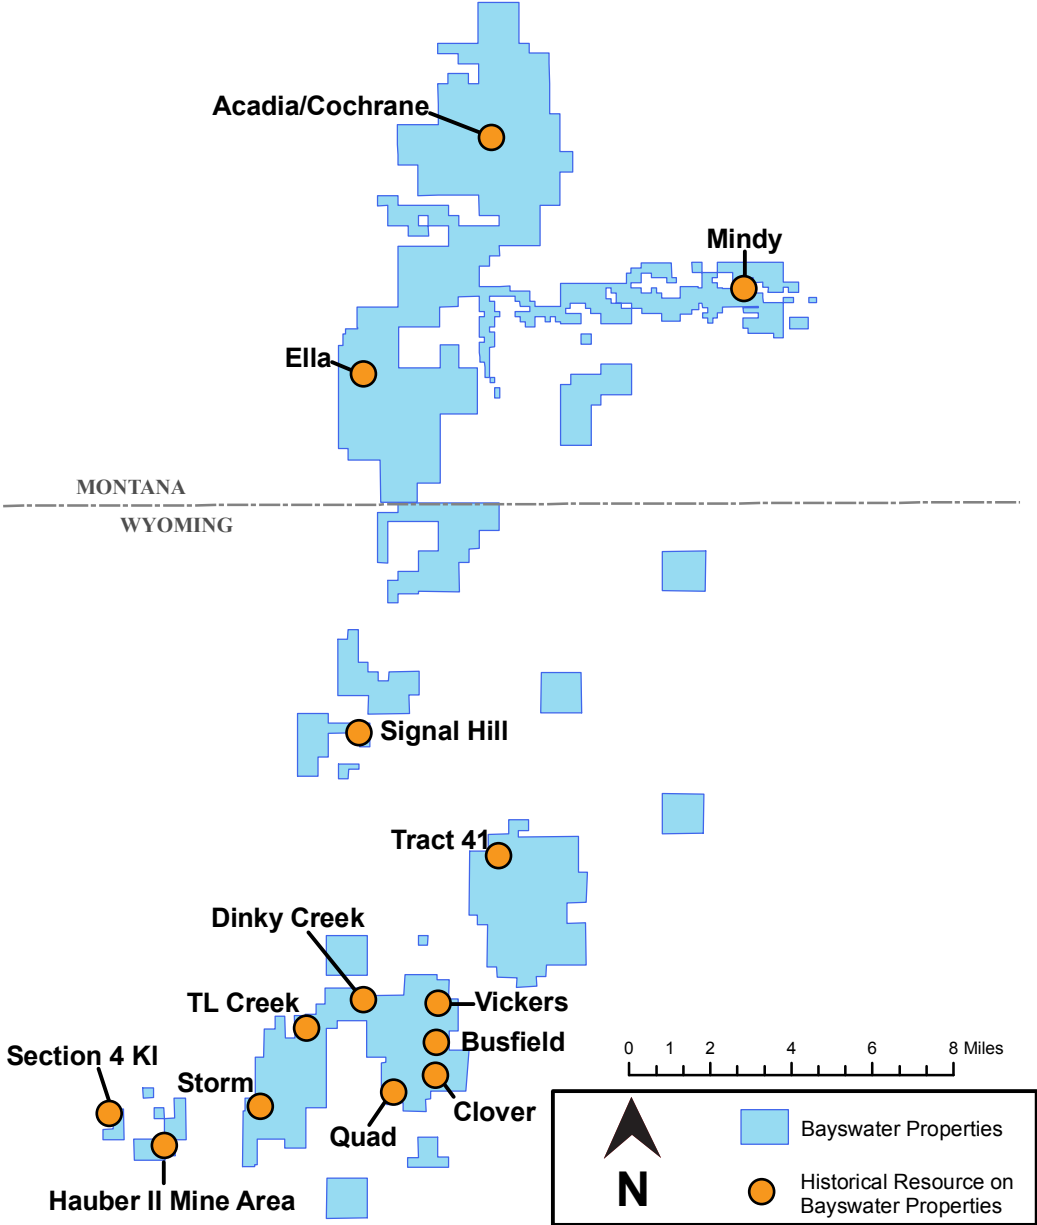 Acadia/Cochrane
Mindy
Ella
MONTANA
WYOMING
Signal Hill
Tract 41
Dinky Creek
TL Creek
Vickers
Busfield
Section 4 KI
Storm
Clover
Quad
Hauber II Mine Area
0 1 2 4 6 8 Miles
N
Bayswater Properties
Historical Resource on
Bayswater Properties